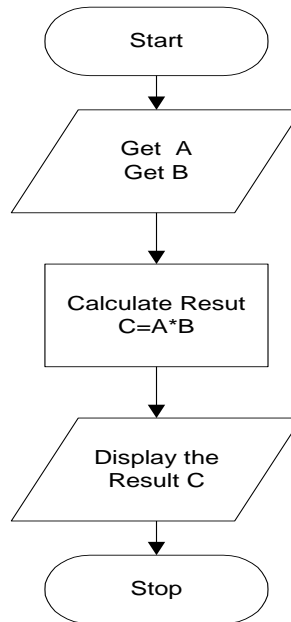 Start
Get A
Get B
Calculate Resut
C=A*B
Display the
Result C
Stop